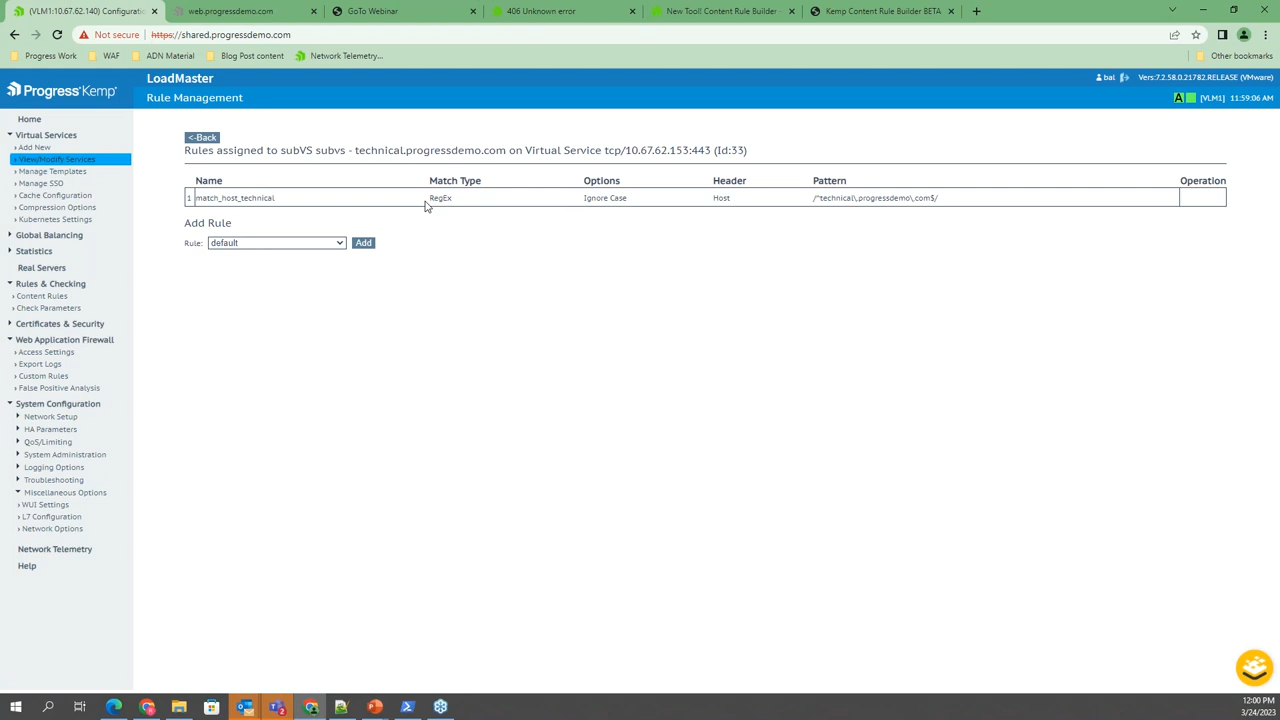 (VLM1:10.67.62.140) Configuratio
web.progressdemo.com
GoTo Webinar
406 Unknown error
New Tool! Content Rule Builder -
Kemp Content Rule Builder BETA
Not secure
https://shared.progressdemo.com
Progress Work
WAF
ADN Material
Blog Post content
Network Telemetry...
Other bookmarks
Progress Kemp
LoadMaster
Rule Management
bal
Vers:7.2.58.0.21782.RELEASE (VMware)
A [VLM1] 11:59:06 AM
Home
Virtual Services
Add New
View/Modify Services
Manage Templates
Manage SSO
Cache Configuration
Compression Options
Kubernetes Settings
Global Balancing
Statistics
Real Servers
Rules & Checking
Content Rules
Check Parameters
Certificates & Security
Web Application Firewall
Access Settings
Export Logs
Custom Rules
False Positive Analysis
System Configuration
Network Setup
HA Parameters
QoS/Limiting
System Administration
Logging Options
Troubleshooting
Miscellaneous Options
WUI Settings
L7 Configuration
Network Options
Network Telemetry
Help
<-Back
Rules assigned to subVS subvs - technical.progressdemo.com on Virtual Service tcp/10.67.62.153:443 (Id:33)
Name Match Type Options Header Pattern Operation
1 match_host_technical RegEx Ignore Case Host /^technical\.progressdemo\.com$/
Add Rule
Rule: default Add
12:00 PM
3/24/2023